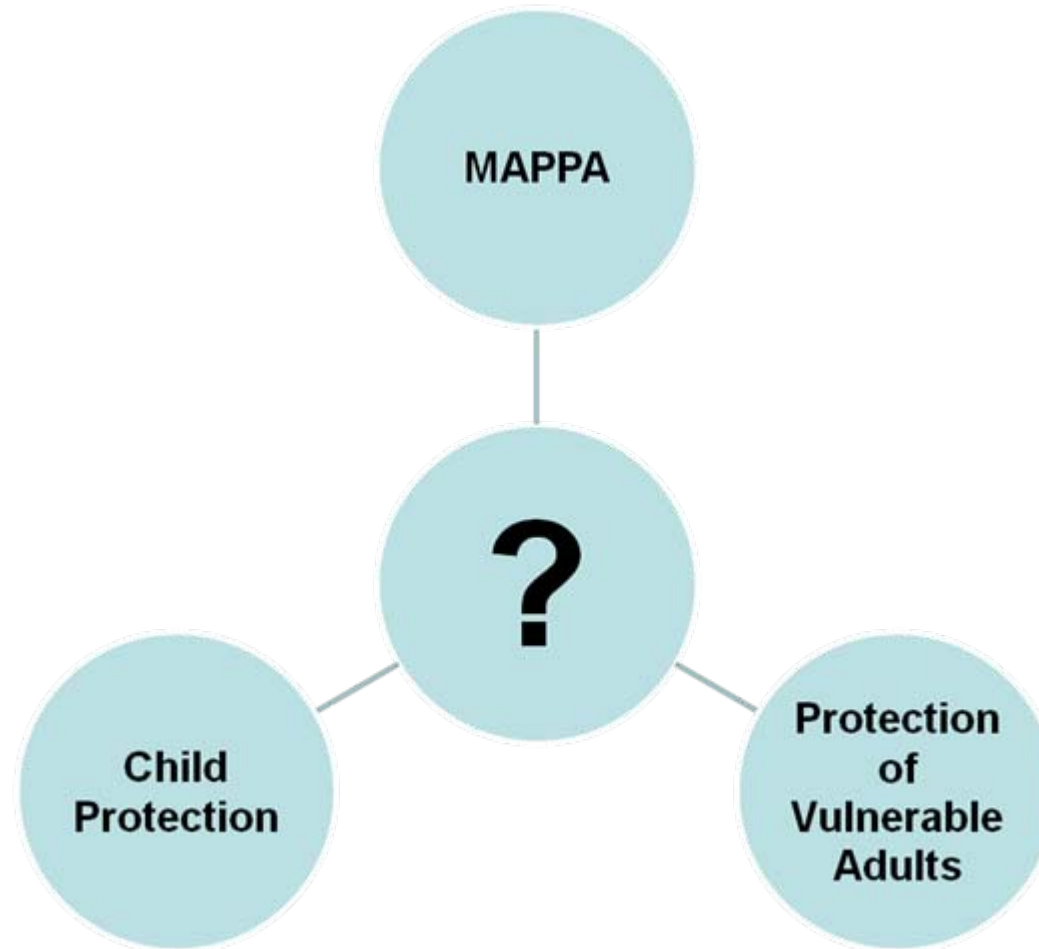 MAPPA
?
Child
Protection
Protection
of
Vulnerable
Adults